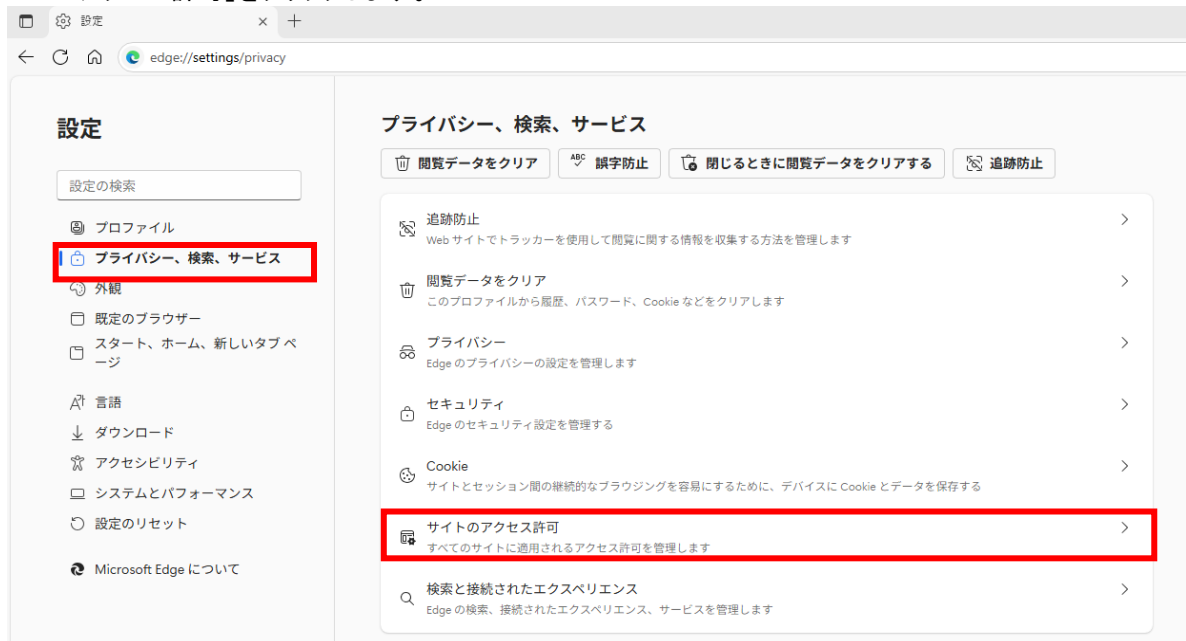 設定
edge://settings/privacy
設定
設定の検索
プロファイル
プライバシー、検索、サービス
外観
既定のブラウザー
スタート、ホーム、新しいタブ ペ
ージ
言語
ダウンロード
アクセシビリティ
システムとパフォーマンス
設定のリセット
Microsoft Edge について
プライバシー、検索、サービス
閲覧データをクリア
ABC 誤字防止
閉じるときに閲覧データをクリアする
追跡防止
追跡防止
Web サイトでトラッカーを使用して閲覧に関する情報を収集する方法を管理します
閲覧データをクリア
このプロファイルから履歴、パスワード、Cookie などをクリアします
プライバシー
Edge のプライバシーの設定を管理します
セキュリティ
Edge のセキュリティ設定を管理する
Cookie
サイトとセッション間の継続的なブラウジングを容易にするために、デバイスに Cookie とデータを保存する
サイトのアクセス許可
すべてのサイトに適用されるアクセス許可を管理します
検索と接続されたエクスペリエンス
Edge の検索、接続されたエクスペリエンス、サービスを管理します